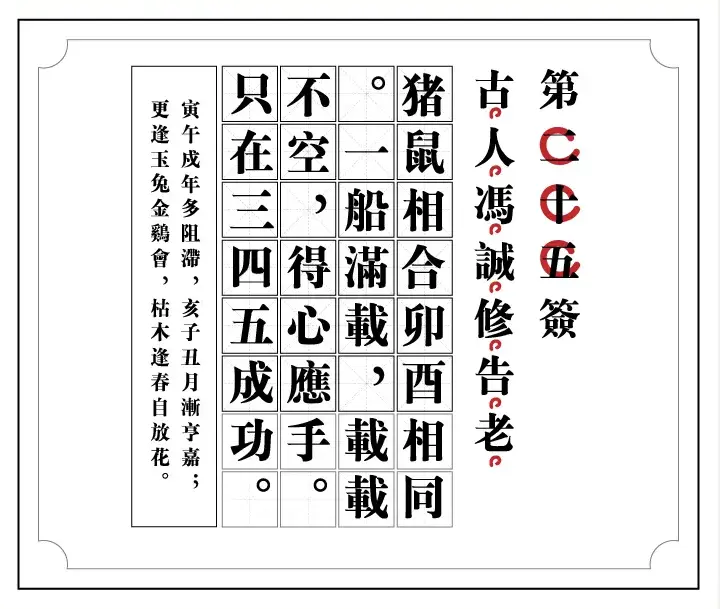 第二十五簽
古人馮誠修告老
猪鼠相合卯酉相同
。一船滿載，載載
不空，得心應手。
只在三四五成功。
寅午戌年多阻滯，亥子丑月漸亨嘉；
更逢玉兔金鷄會，枯木逢春自放花。